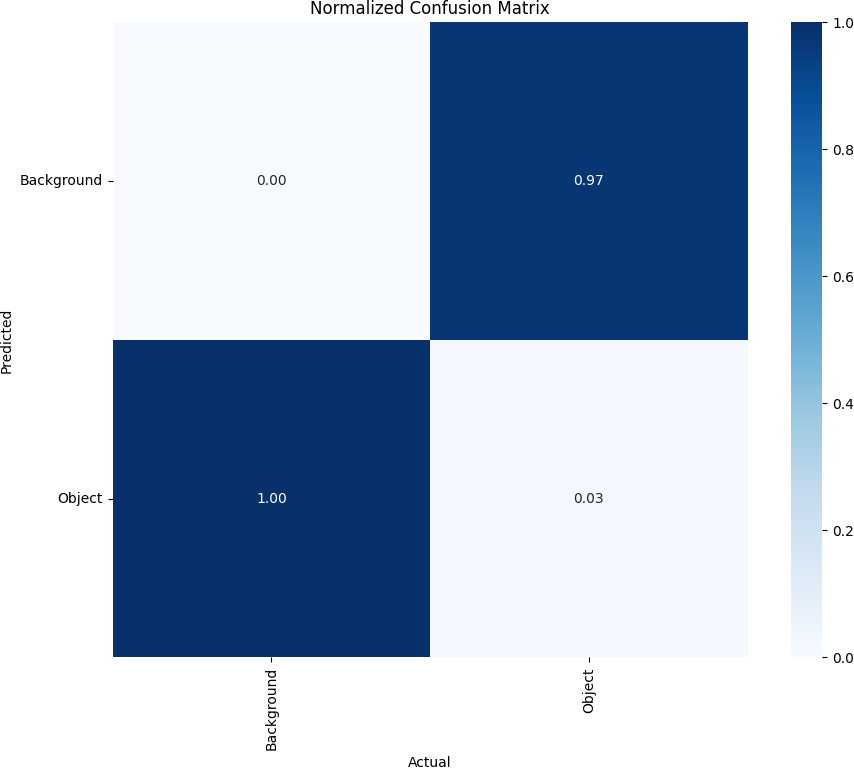 Normalized Confusion Matrix
Background
Object
Predicted
0.00
0.97
1.00
0.03
Background
Object
Actual
1.0
0.8
0.6
0.4
0.2
0.0